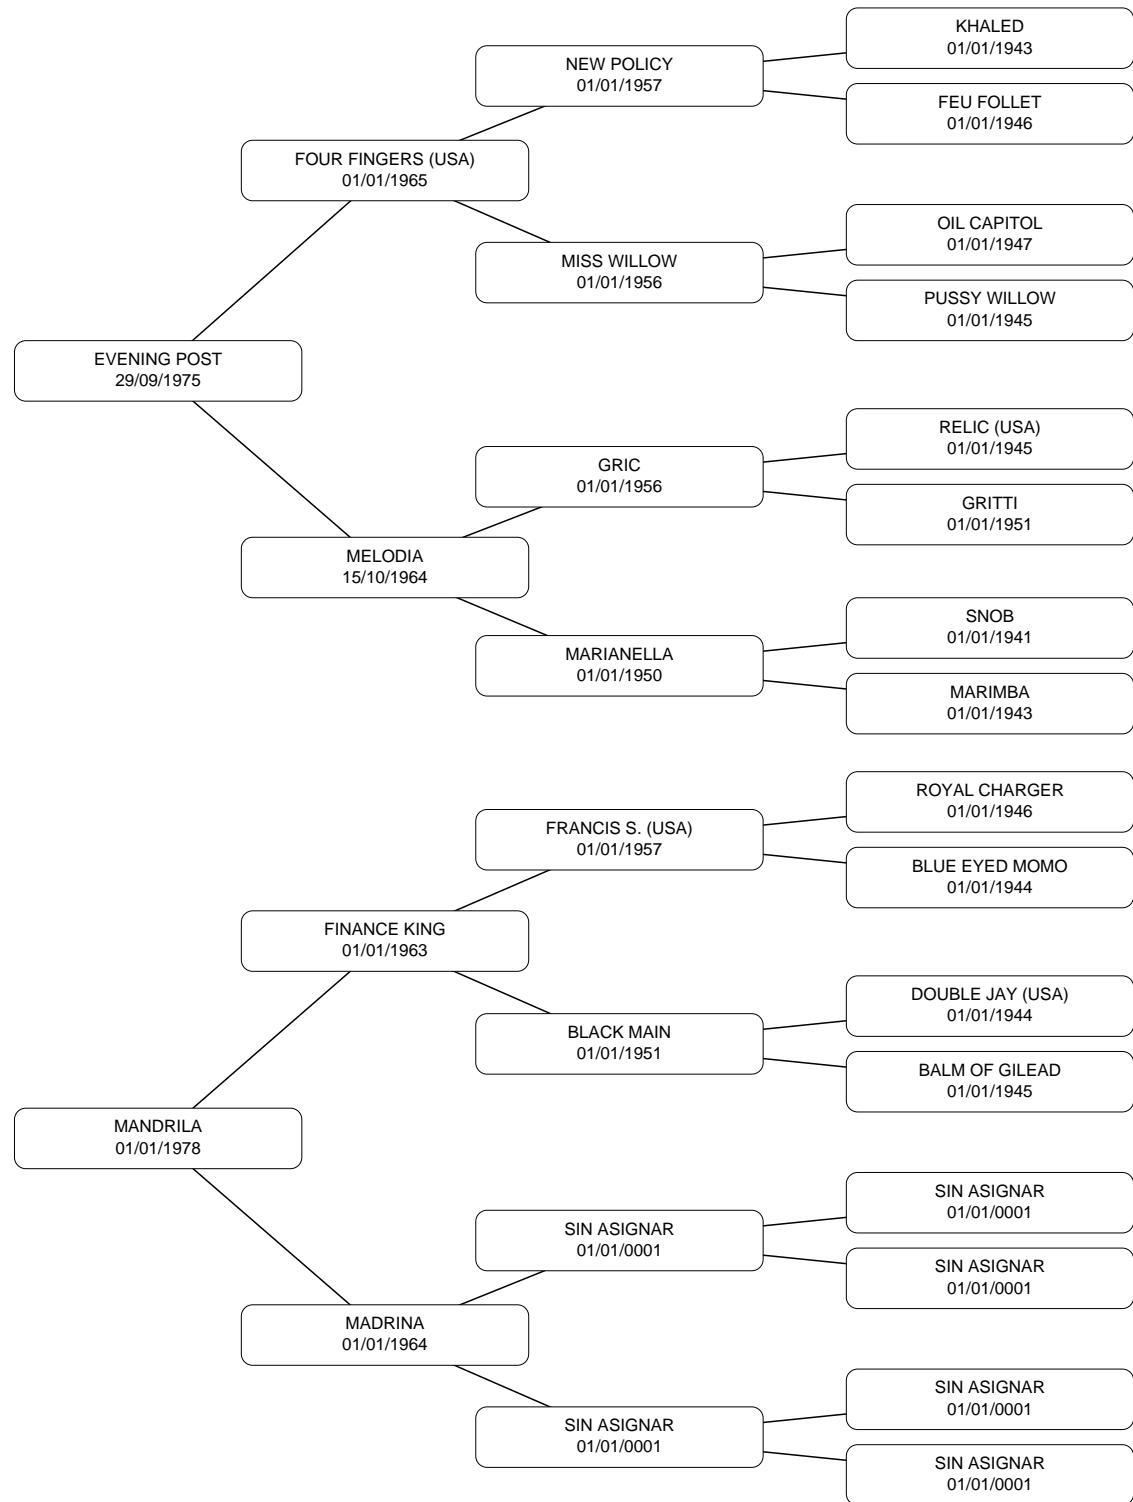 KHALED
01/01/1943
NEW POLICY
01/01/1957
FEU FOLLET
01/01/1946
FOUR FINGERS (USA)
01/01/1965
OIL CAPITOL
01/01/1947
MISS WILLOW
01/01/1956
PUSSY WILLOW
01/01/1945
EVENING POST
29/09/1975
RELIC (USA)
01/01/1945
GRIC
01/01/1956
GRITTI
01/01/1951
MELODIA
15/10/1964
SNOB
01/01/1941
MARIANELLA
01/01/1950
MARIMBA
01/01/1943
ROYAL CHARGER
01/01/1946
FRANCIS S. (USA)
01/01/1957
BLUE EYED MOMO
01/01/1944
FINANCE KING
01/01/1963
DOUBLE JAY (USA)
01/01/1944
BLACK MAIN
01/01/1951
BALM OF GILEAD
01/01/1945
MANDRILA
01/01/1978
SIN ASIGNAR
01/01/0001
SIN ASIGNAR
01/01/0001
SIN ASIGNAR
01/01/0001
MADRINA
01/01/1964
SIN ASIGNAR
01/01/0001
SIN ASIGNAR
01/01/0001
SIN ASIGNAR
01/01/0001